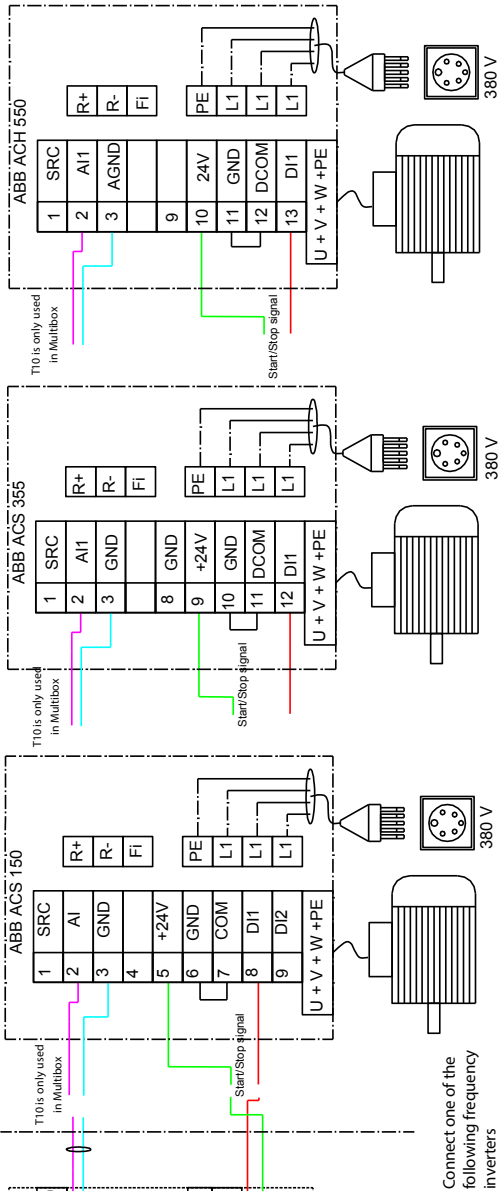 ABB ACH 550
1 SRC
2 AI1
3 AGND
9
10 24V
11 GND
12 DCOM
13 DI1
U + V + W +PE
R+
R-
Fi
PE
L1
L1
L1
T10 is only used
in Multibox
Start/Stop signal
380 V
ABB ACS 355
1 SRC
2 AI1
3 GND
8 GND
9 +24V
10 GND
11 DCOM
12 DI1
U + V + W +PE
R+
R-
Fi
PE
L1
L1
L1
T10 is only used
in Multibox
Start/Stop signal
380 V
ABB ACS 150
1 SRC
2 AI
3 GND
4
5 +24V
6 GND
7 COM
8 DI1
9 DI2
U + V + W +PE
R+
R-
Fi
PE
L1
L1
L1
T10 is only used
in Multibox
Start/Stop signal
380 V
Connect one of the
following frequency
inverters